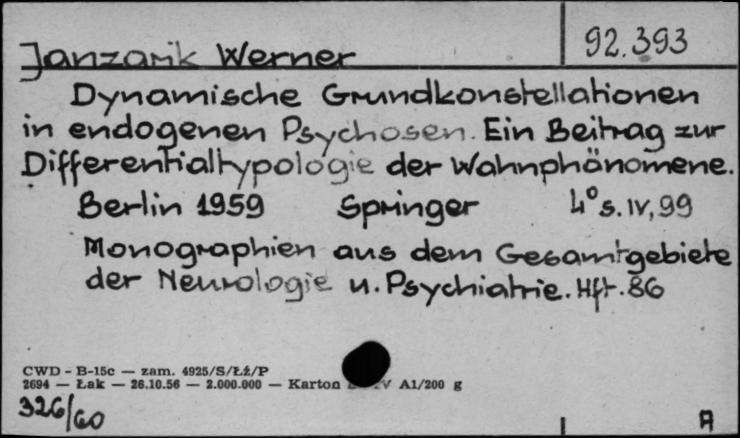 92.393
Janzarik Werner
Dynamische Grundkonstellationen
in endogenen Psychosen. Ein Beitrag zur
Differentialtypologie der Wahnphänomene.
Berlin 1959 Springer 4° s. IV, 99
Monographien aus dem Gesamtgebiete
der Neurologie u. Psychiatrie. Hft. 86
CWD - B-15c — zam. 4925/S/Łż/P
2694 — Łak — 26.10.56 — 2.000.000 — Karton A1/200 g
326/60
A